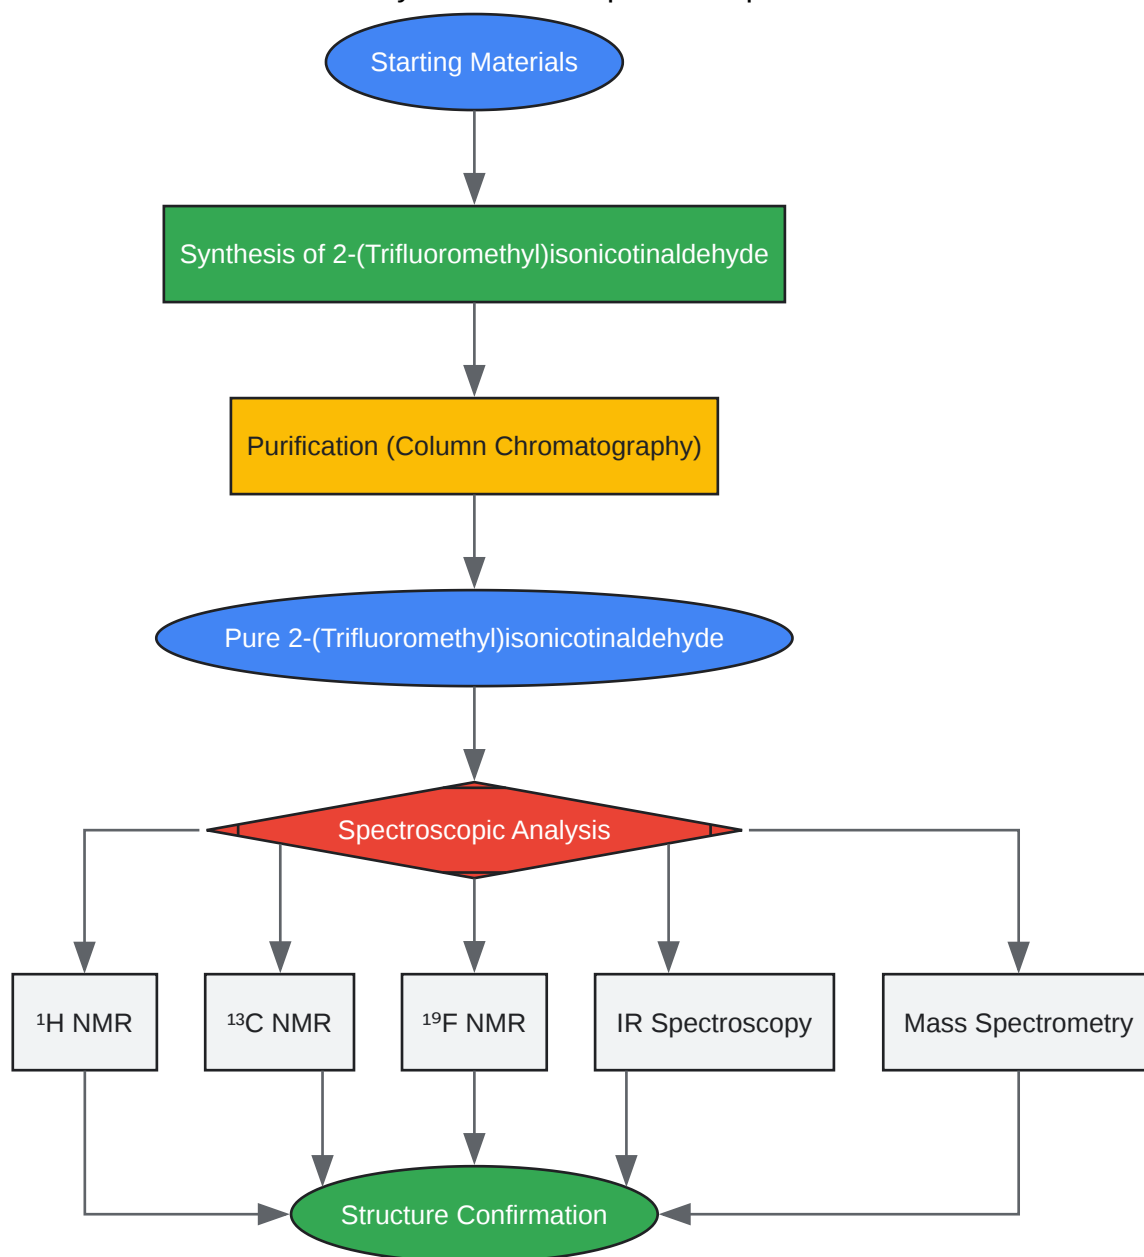 Starting Materials
Synthesis of 2-(Trifluoromethyl)isonicotinaldehyde
Purification (Column Chromatography)
Pure 2-(Trifluoromethyl)isonicotinaldehyde
Spectroscopic Analysis
¹H NMR
¹³C NMR
¹⁹F NMR
IR Spectroscopy
Mass Spectrometry
Structure Confirmation